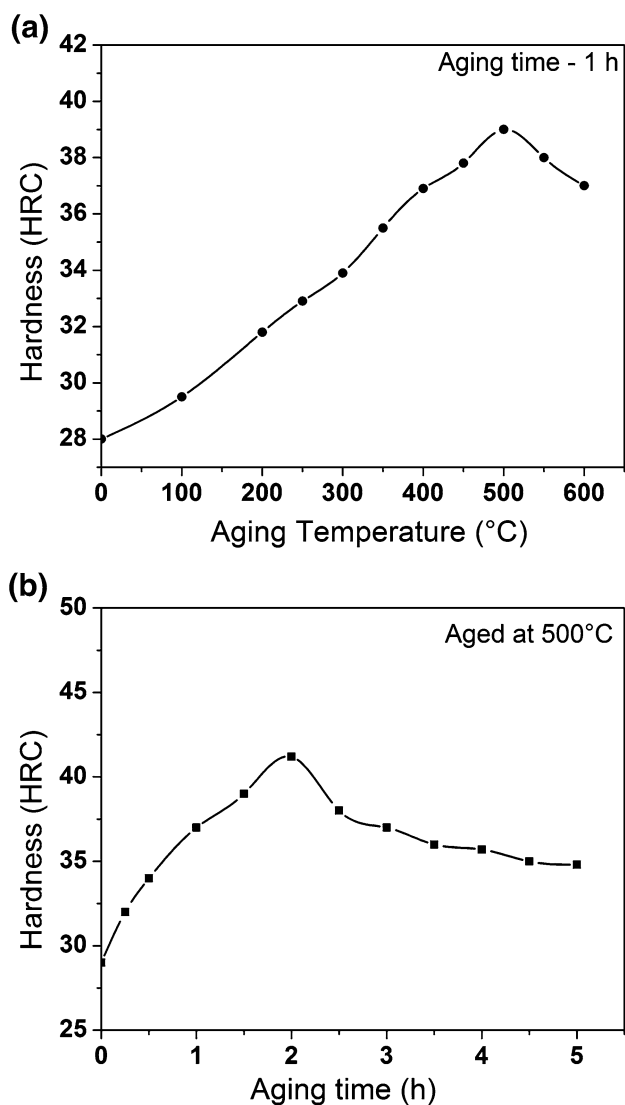 (a)
42
40
38
36
34
32
30
28
Hardness (HRC)
Aging time - 1 h
0 100 200 300 400 500 600
Aging Temperature (°C)
(b)
50
45
40
35
30
25
Hardness (HRC)
Aged at 500°C
0 1 2 3 4 5
Aging time (h)